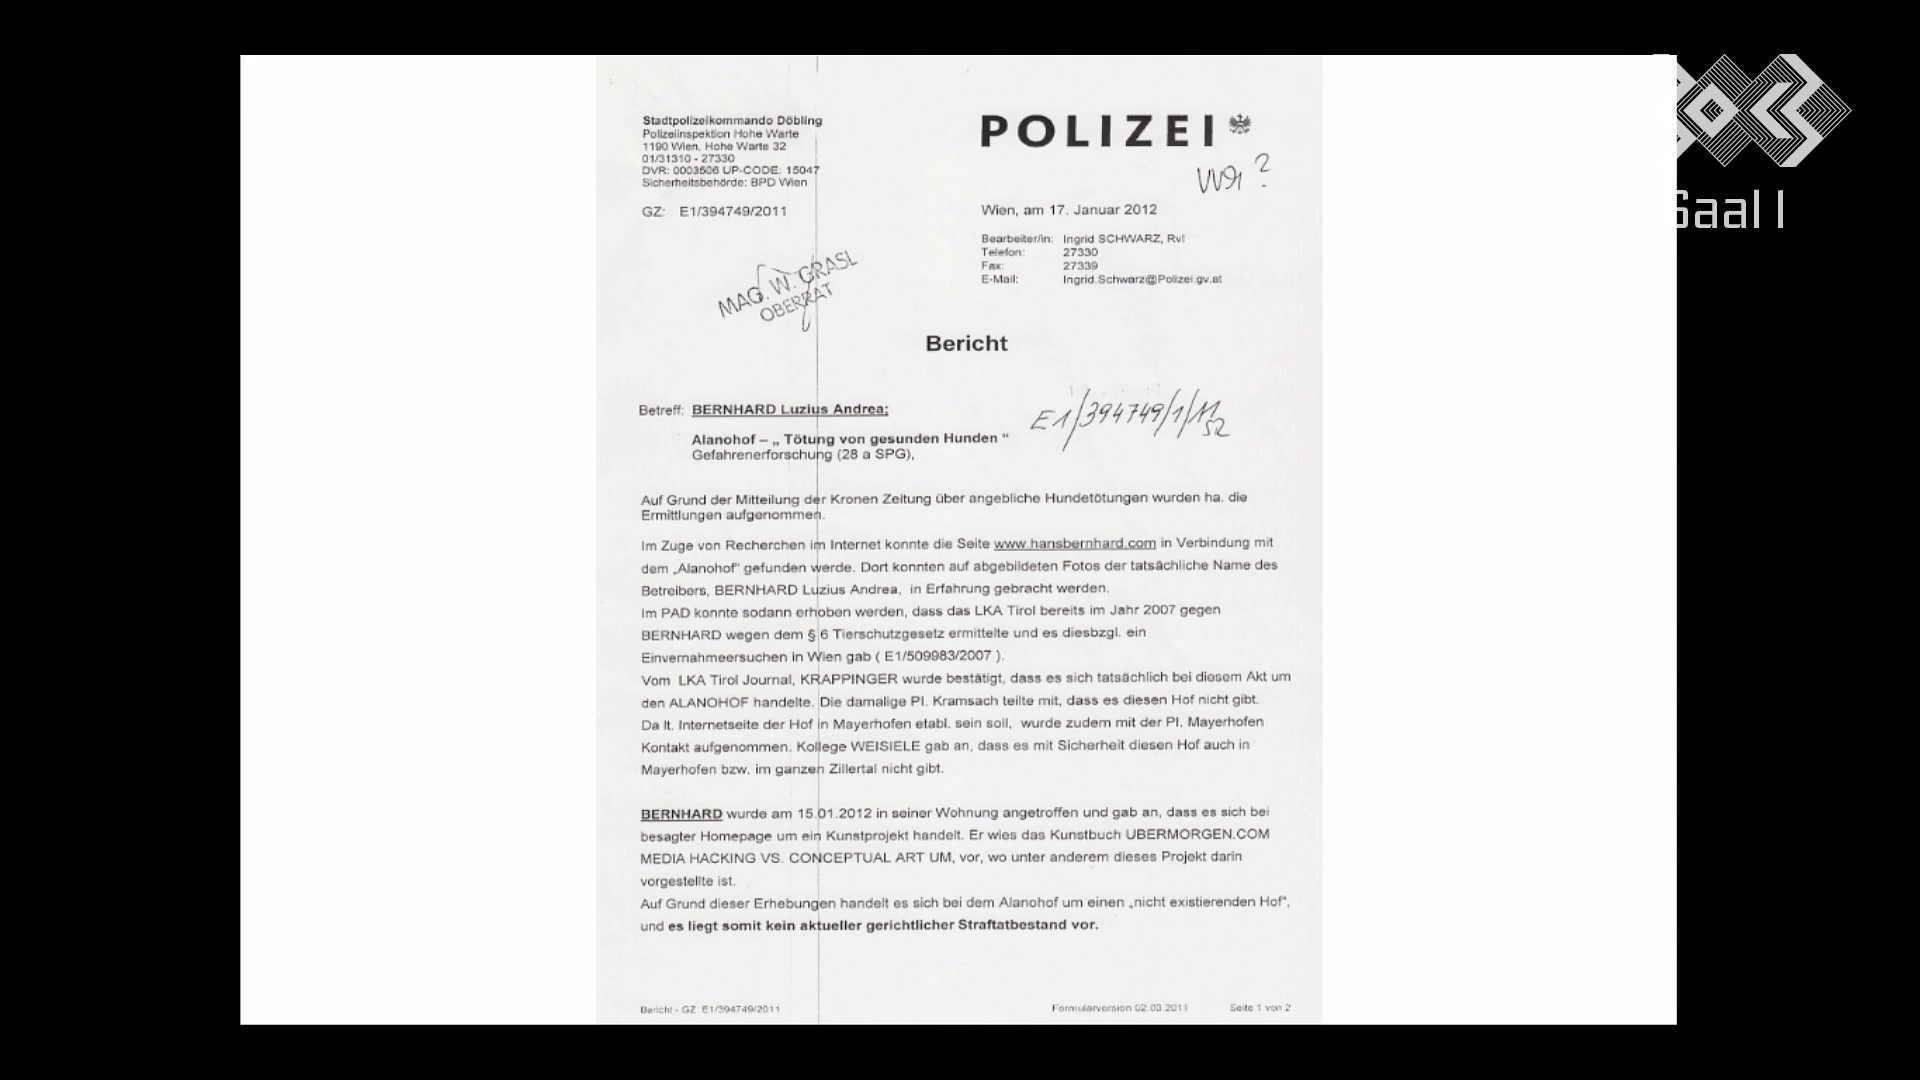 Stadtpolizeikommando Döbling
Polizeiinspektion Hohe Warte
1190 Wien, Hohe Warte 32
01/31310 - 27330
DVR: 0003506 UP-CODE: 15047
Sicherheitsbehörde: BPD Wien
GZ: E1/394749/2011
POLIZEI
Saal 1
Wien, am 17. Januar 2012
Bearbeiter/in: Ingrid SCHWARZ, RvI
Telefon: 27330
Fax: 27339
E-Mail: Ingrid.Schwarz@Polizei.gv.at
MAG. W. GRASL
OBERRAT
Bericht
Betreff: BERNHARD Luzius Andrea;
E1/394749/1/11
Alanohof – „ Tötung von gesunden Hunden “
Gefahrenerforschung (28 a SPG),
Auf Grund der Mitteilung der Kronen Zeitung über angebliche Hundetötungen wurden ha. die
Ermittlungen aufgenommen.
Im Zuge von Recherchen im Internet konnte die Seite www.hansbernhard.com in Verbindung mit
dem „Alanohof“ gefunden werde. Dort konnten auf abgebildeten Fotos der tatsächliche Name des
Betreibers, BERNHARD Luzius Andrea, in Erfahrung gebracht werden.
Im PAD konnte sodann erhoben werden, dass das LKA Tirol bereits im Jahr 2007 gegen
BERNHARD wegen dem § 6 Tierschutzgesetz ermittelte und es diesbzgl. ein
Einvernahmeersuchen in Wien gab ( E1/509983/2007 ).
Vom LKA Tirol Journal, KRAPPINGER wurde bestätigt, dass es sich tatsächlich bei diesem Akt um
den ALANOHOF handelte. Die damalige PI. Kramsach teilte mit, dass es diesen Hof nicht gibt.
Da lt. Internetseite der Hof in Mayerhofen etabl. sein soll, wurde zudem mit der PI. Mayerhofen
Kontakt aufgenommen. Kollege WEISIELE gab an, dass es mit Sicherheit diesen Hof auch in
Mayerhofen bzw. im ganzen Zillertal nicht gibt.
BERNHARD wurde am 15.01.2012 in seiner Wohnung angetroffen und gab an, dass es sich bei
besagter Homepage um ein Kunstprojekt handelt. Er wies das Kunstbuch UBERMORGEN.COM
MEDIA HACKING VS. CONCEPTUAL ART UM, vor, wo unter anderem dieses Projekt darin
vorgestellte ist.
Auf Grund dieser Erhebungen handelt es sich bei dem Alanohof um einen „nicht existierenden Hof“,
und es liegt somit kein aktueller gerichtlicher Straftatbestand vor.
Bericht - GZ: E1/394749/2011
Formularversion 02.03.2011
Seite 1 von 2